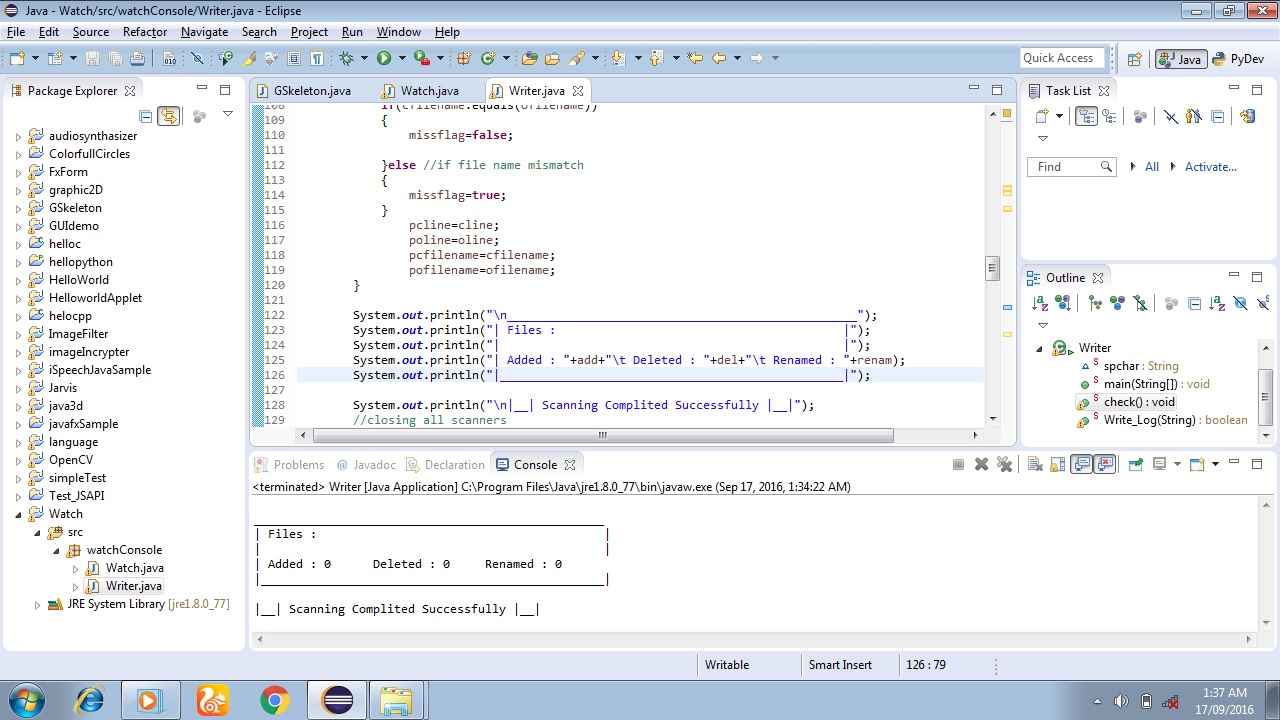 Java - Watch/src/watchConsole/Writer.java - Eclipse
File Edit Source Refactor Navigate Search Project Run Window Help
Quick Access Java PyDev
Package Explorer
audiosynthasizer
ColorfullCircles
FxForm
graphic2D
GSkeleton
GUIdemo
helloc
hellopython
HelloWorld
HelloworldApplet
helocpp
ImageFilter
imageIncrypter
iSpeechJavaSample
Jarvis
java3d
javafxSample
language
OpenCV
simpleTest
Test_JSAPI
Watch
src
watchConsole
Watch.java
Writer.java
JRE System Library [jre1.8.0_77]
GSkeleton.java Watch.java Writer.java
108 if(cfilename.equals(ofilename))
109 {
110 missflag=false;
111
112 }else //if file name mismatch
113 {
114 missflag=true;
115 }
116 pcline=cline;
117 poline=oline;
118 pcfilename=cfilename;
119 pofilename=ofilename;
120 }
121
122 System.out.println("\n__________________________________________________");
123 System.out.println("| Files :                                         |");
124 System.out.println("|                                                 |");
125 System.out.println("| Added : "+add+"\t Deleted : "+del+"\t Renamed : "+renam);
126 System.out.println("|_________________________________________________|");
127
128 System.out.println("\n|__| Scanning Complited Successfully |__|");
129 //closing all scanners
Task List
Find All Activate...
Outline
Writer
spchar : String
main(String[]) : void
check() : void
Write_Log(String) : boolean
Problems @ Javadoc Declaration Console
<terminated> Writer [Java Application] C:\Program Files\Java\jre1.8.0_77\bin\javaw.exe (Sep 17, 2016, 1:34:22 AM)
__________________________________________________
| Files :                                         |
|                                                 |
| Added : 0      Deleted : 0     Renamed : 0
|_________________________________________________|
|__| Scanning Complited Successfully |__|
Writable Smart Insert 126 : 79
1:37 AM
17/09/2016